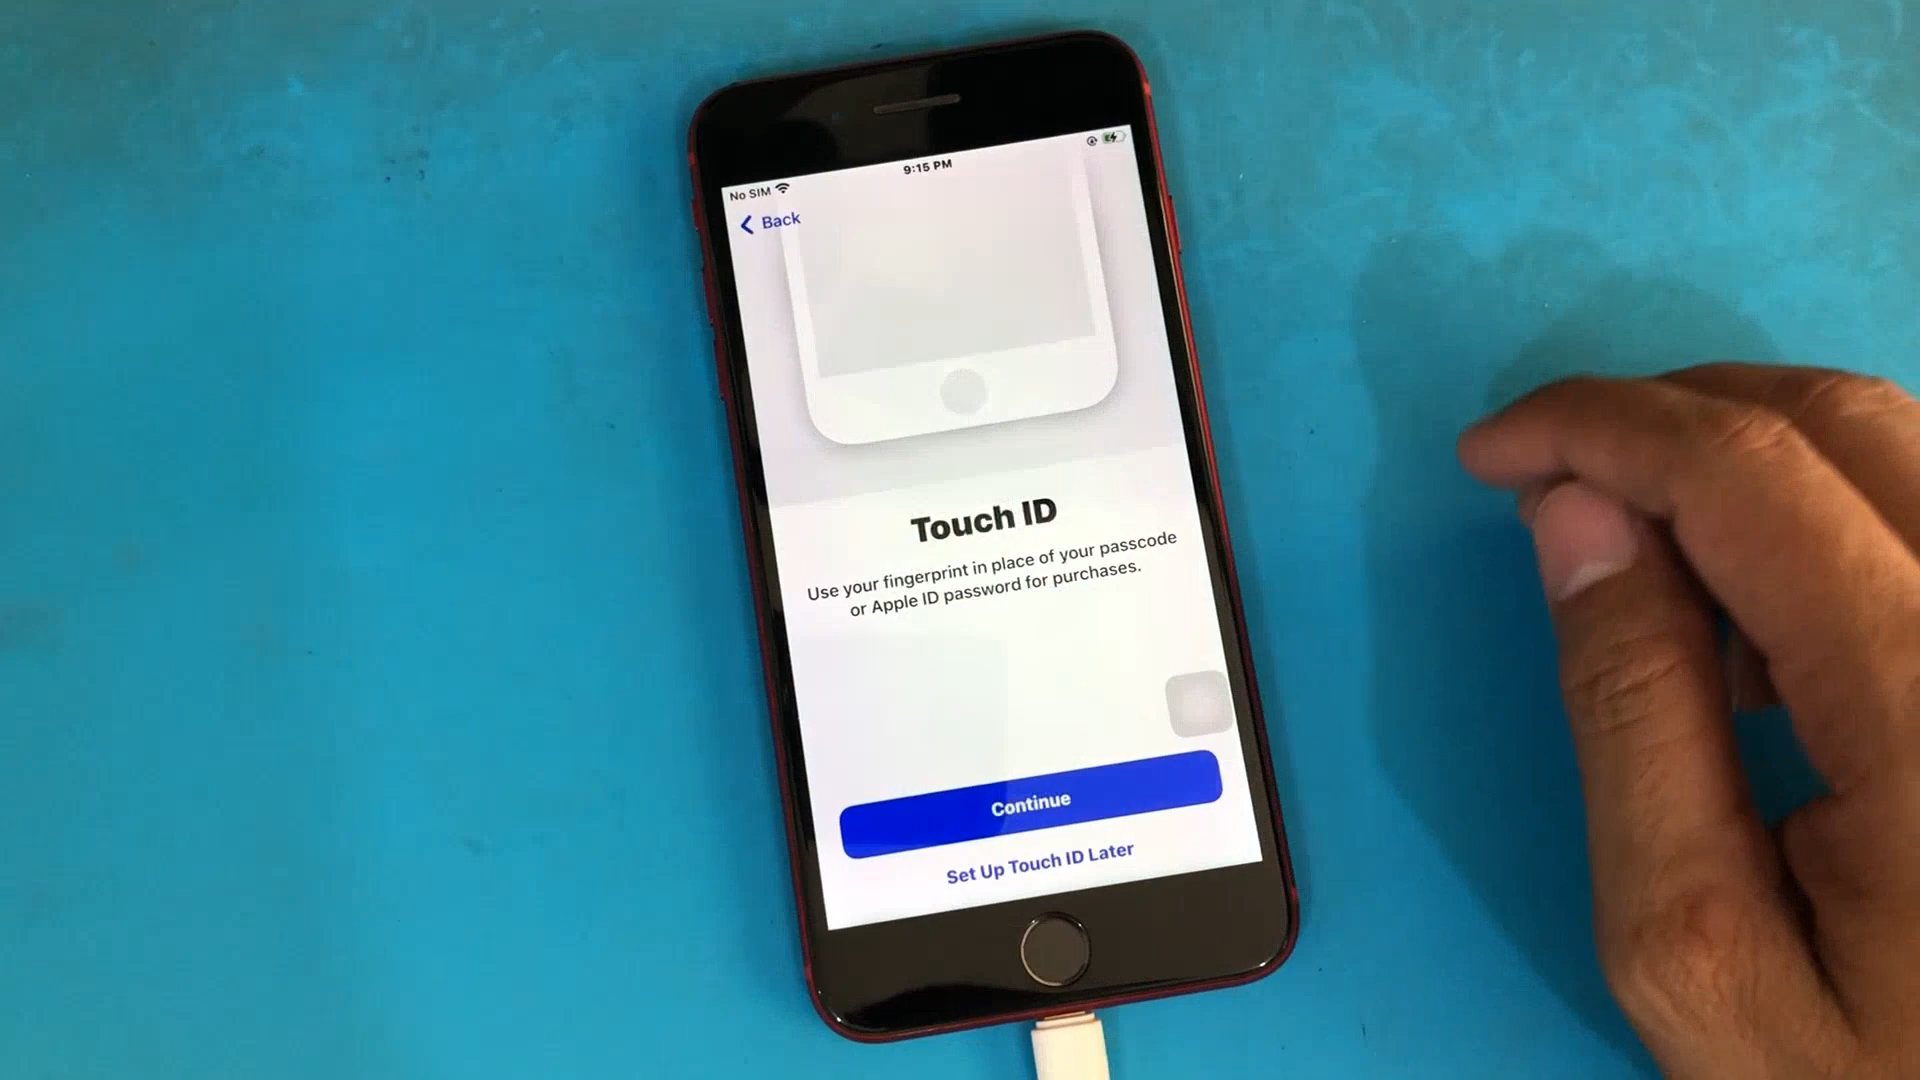 No SIM 9:15 PM
Back
Touch ID
Use your fingerprint in place of your passcode
or Apple ID password for purchases.
Continue
Set Up Touch ID Later